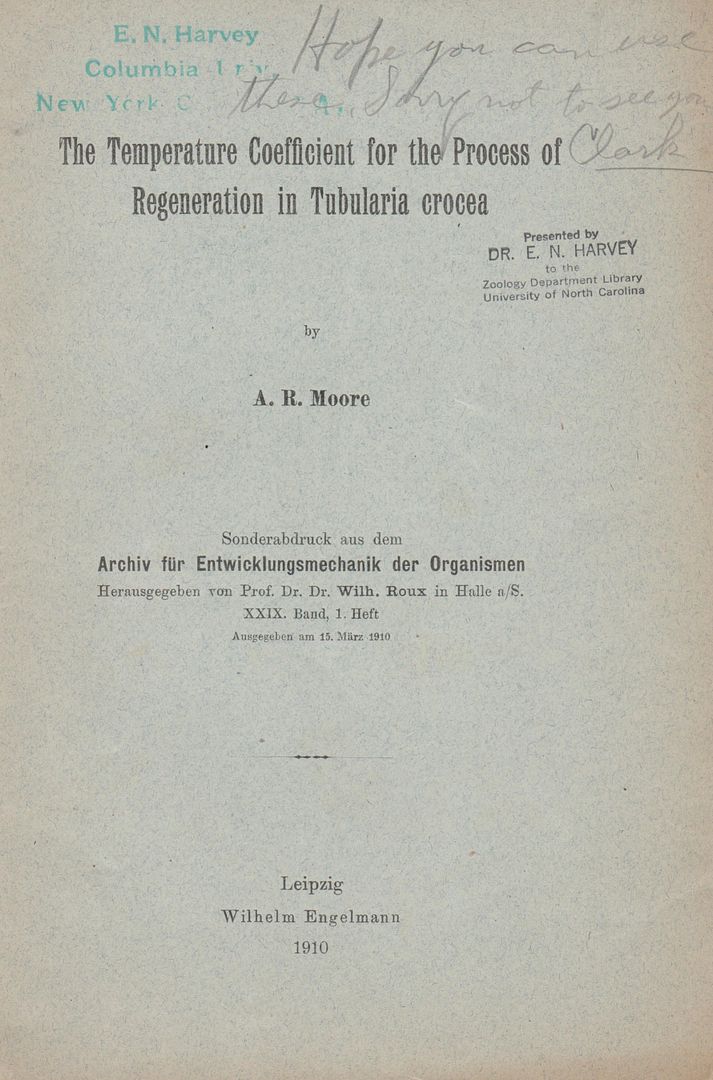 E. N. Harvey
Columbia
New York
Hope you can use
these. Sorry not to see you
Clark
The Temperature Coefficient for the Process of
Regeneration in Tubularia crocea
Presented by
DR. E. N. HARVEY
to the
Zoology Department Library
University of North Carolina
by
A. R. Moore
Sonderabdruck aus dem
Archiv für Entwicklungsmechanik der Organismen
Herausgegeben von Prof. Dr. Dr. Wilh. Roux in Halle a/S.
XXIX. Band, 1. Heft
Ausgegeben am 15. März 1910
Leipzig
Wilhelm Engelmann
1910